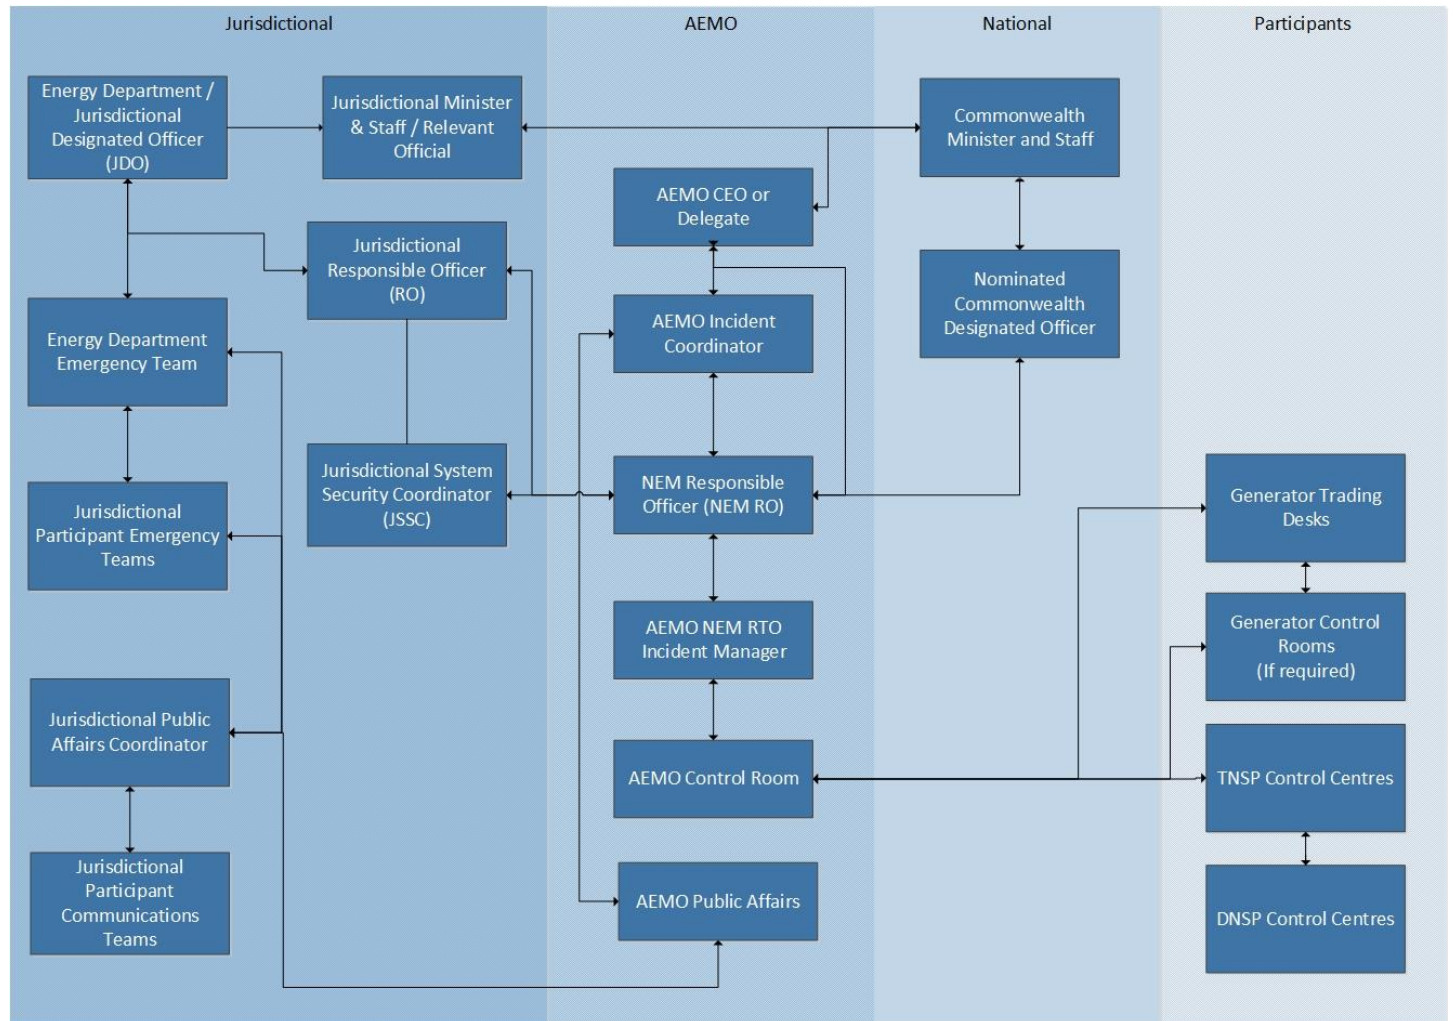 Jurisdictional
AEMO
National
Participants
Energy Department /
Jurisdictional
Designated Officer
(JDO)
Jurisdictional Minister
& Staff / Relevant
Official
Commonwealth
Minister and Staff
AEMO CEO or
Delegate
Jurisdictional
Responsible Officer
(RO)
Nominated
Commonwealth
Designated Officer
Energy Department
Emergency Team
AEMO Incident
Coordinator
Jurisdictional System
Security Coordinator
(JSSC)
NEM Responsible
Officer (NEM RO)
Generator Trading
Desks
Jurisdictional
Participant Emergency
Teams
AEMO NEM RTO
Incident Manager
Generator Control
Rooms
(If required)
Jurisdictional Public
Affairs Coordinator
AEMO Control Room
TNSP Control Centres
Jurisdictional
Participant
Communications
Teams
AEMO Public Affairs
DNSP Control Centres